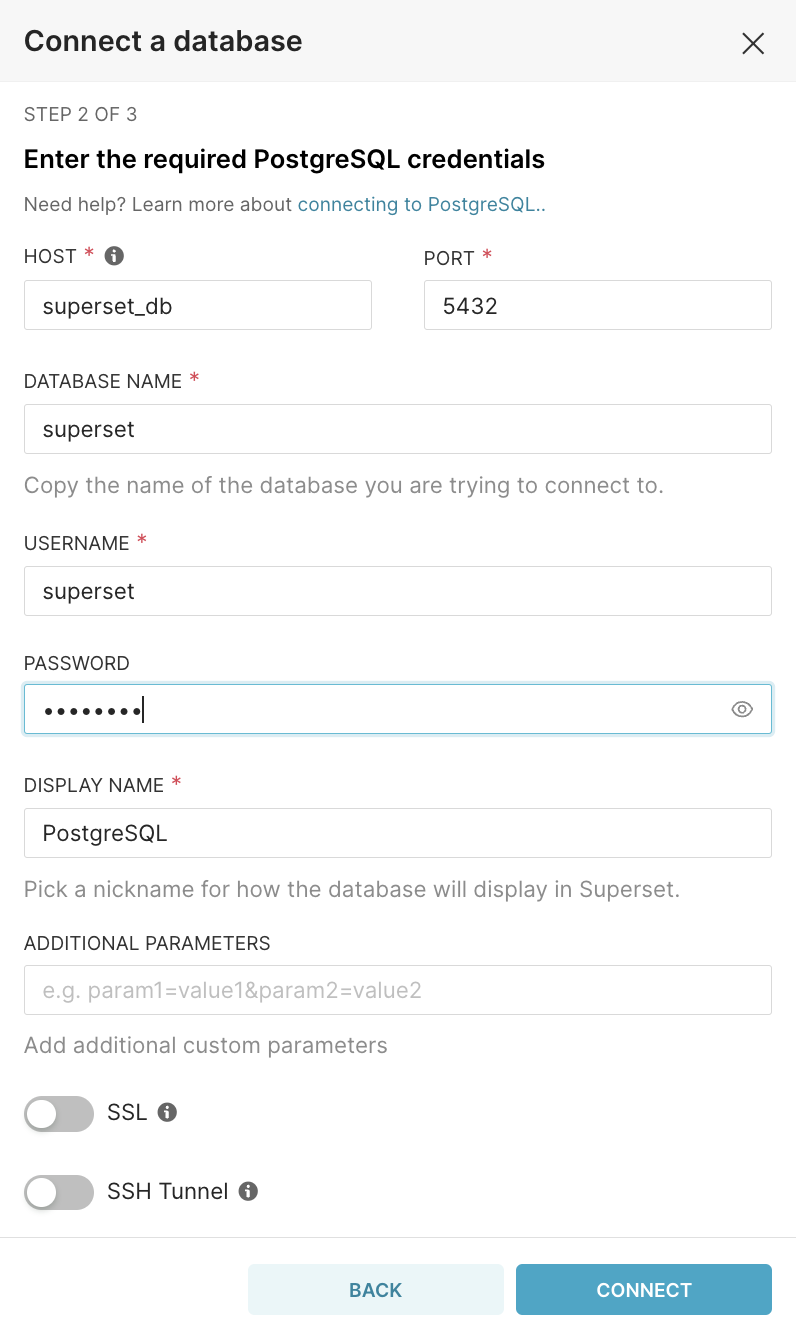 Connect a database
STEP 2 OF 3
Enter the required PostgreSQL credentials
Need help? Learn more about connecting to PostgreSQL..
HOST *
PORT *
superset_db
5432
DATABASE NAME *
superset
Copy the name of the database you are trying to connect to.
USERNAME *
superset
PASSWORD
••••••••
DISPLAY NAME *
PostgreSQL
Pick a nickname for how the database will display in Superset.
ADDITIONAL PARAMETERS
e.g. param1=value1&param2=value2
Add additional custom parameters
SSL
SSH Tunnel
BACK
CONNECT